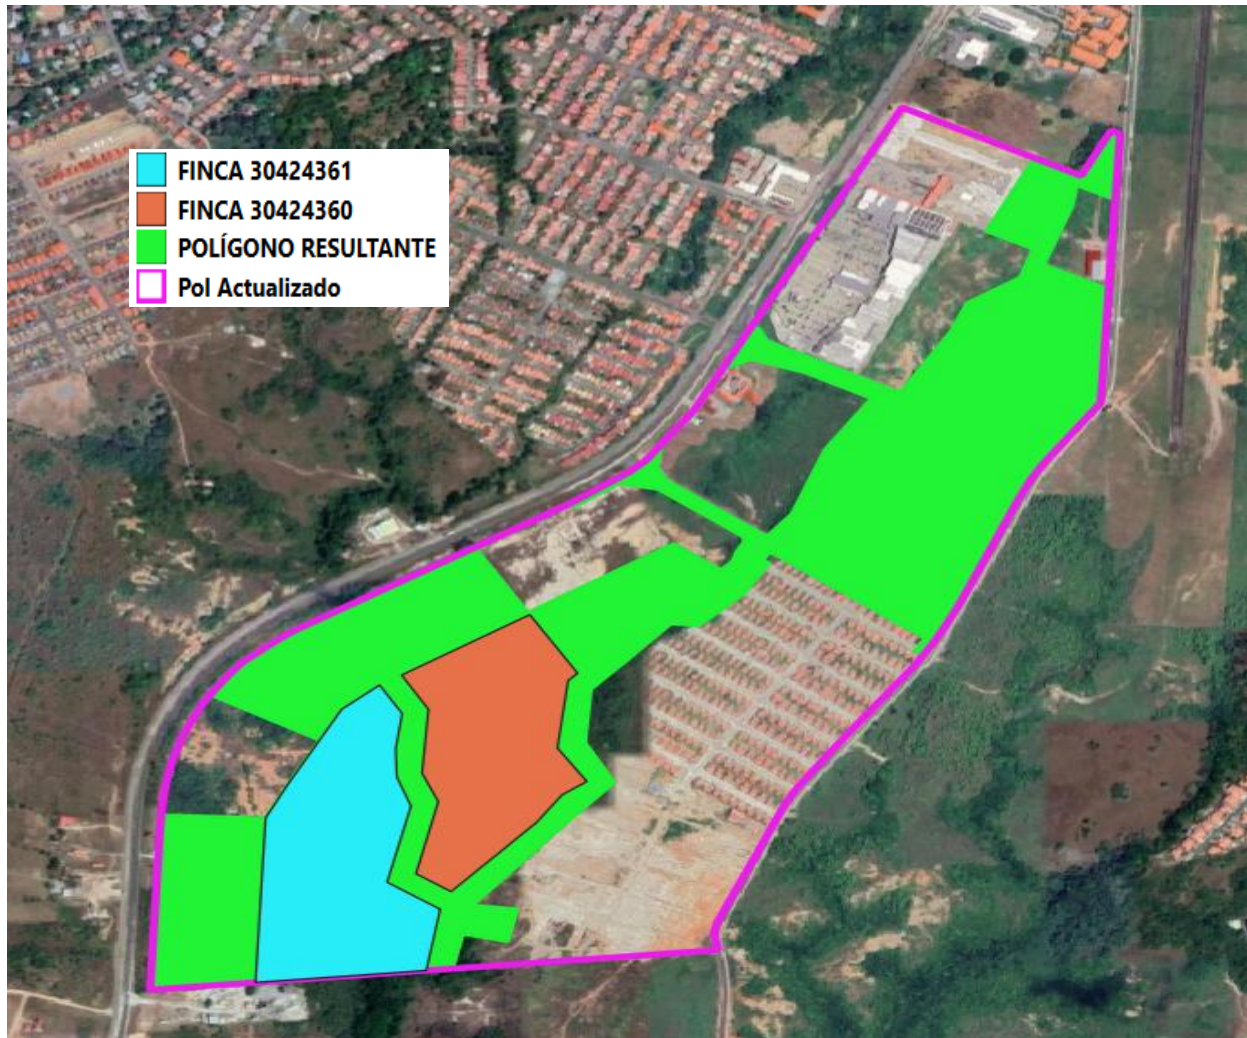 FINCA 30424361
FINCA 30424360
POLÍGONO RESULTANTE
Pol Actualizado